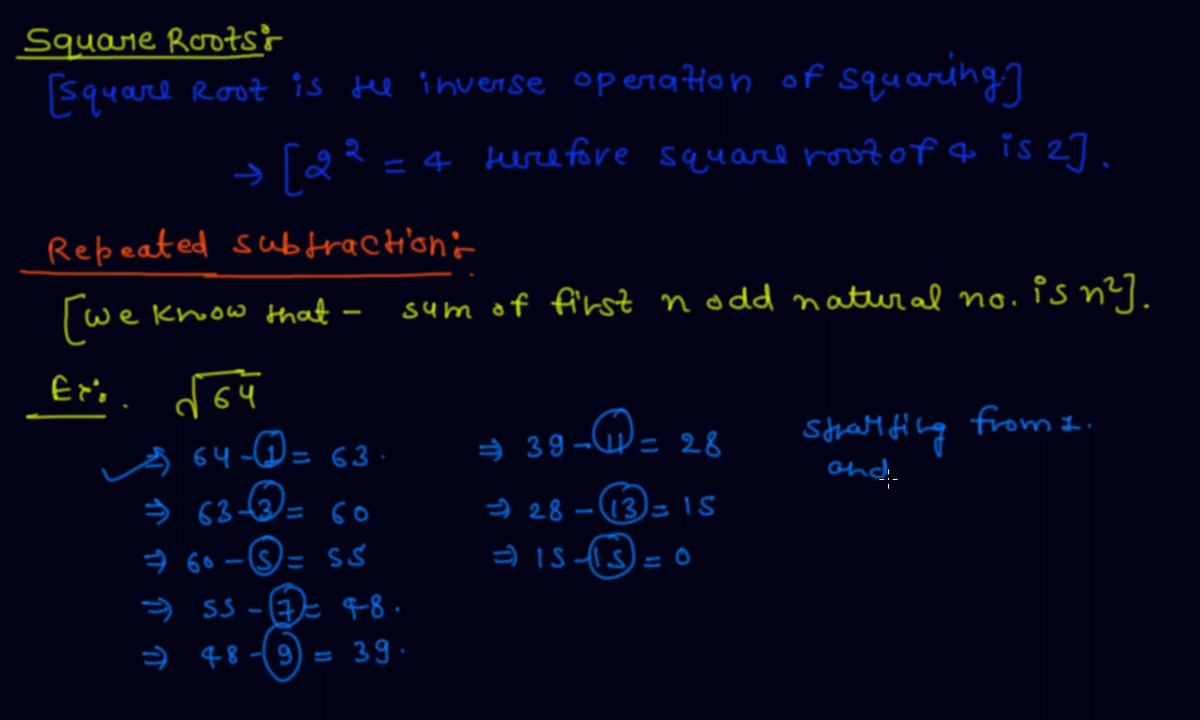 Square Roots:-
[Square Root is the inverse operation of squaring.]
→ [2² = 4 therefore square root of 4 is 2].
Repeated subtraction:-
[we know that - sum of first n odd natural no. is n²].
Ex:. √64
⇒ 64 - 1 = 63.
⇒ 63 - 3 = 60
⇒ 60 - 5 = 55
⇒ 55 - 7 = 48.
⇒ 48 - 9 = 39.
⇒ 39 - 11 = 28
⇒ 28 - 13 = 15
⇒ 15 - 15 = 0
starting from 1.
and